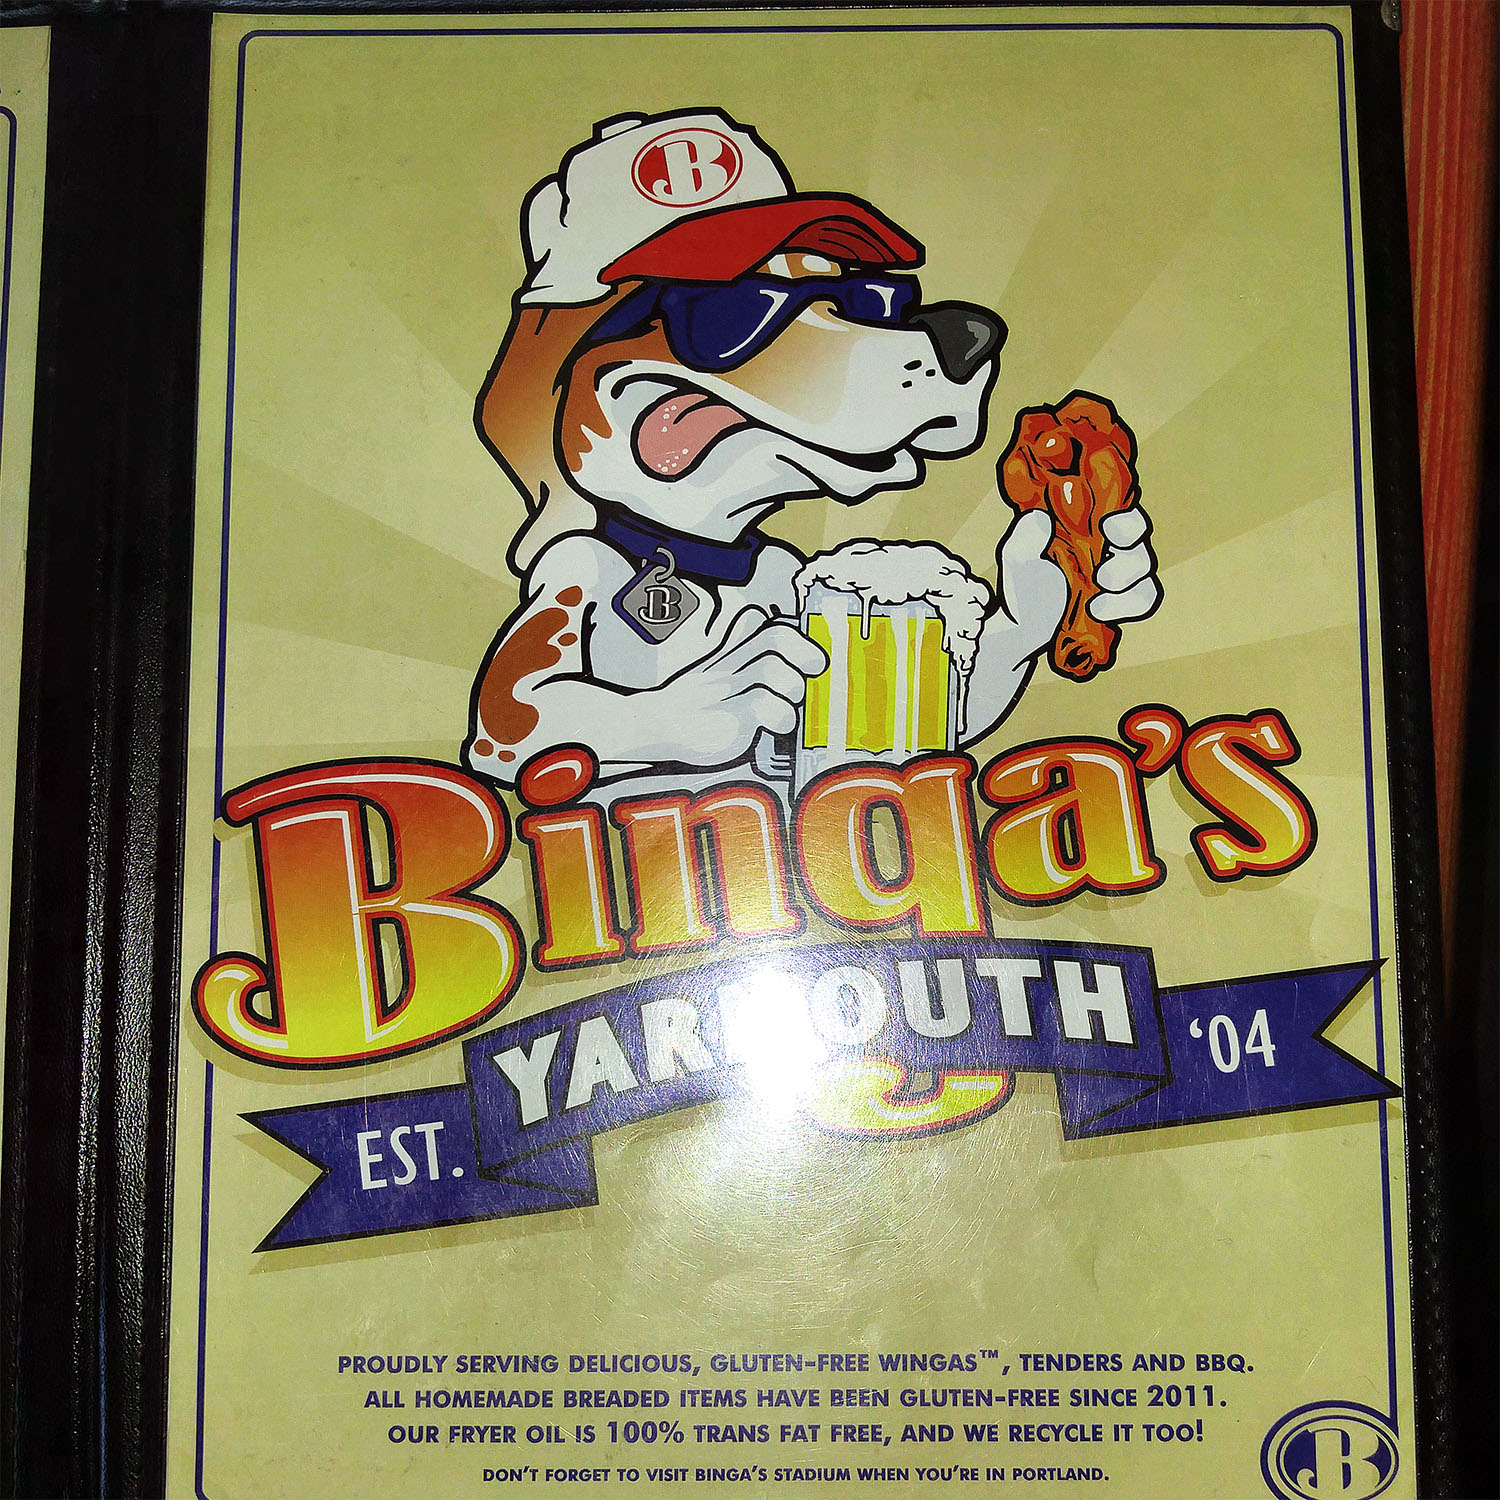 B
B
Binga's
YARMOUTH
EST.
'04
PROUDLY SERVING DELICIOUS, GLUTEN-FREE WINGAS™, TENDERS AND BBQ.
ALL HOMEMADE BREADED ITEMS HAVE BEEN GLUTEN-FREE SINCE 2011.
OUR FRYER OIL IS 100% TRANS FAT FREE, AND WE RECYCLE IT TOO!
DON'T FORGET TO VISIT BINGA'S STADIUM WHEN YOU'RE IN PORTLAND.
B